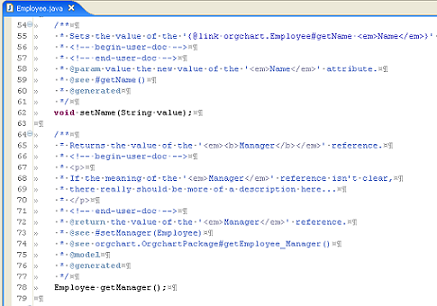 Employee.java
54 /**
55 * Sets the value of the '{@link orgchart.Employee#getName <em>Name</em>}'
56 * <!-- begin-user-doc -->
57 * <!-- end-user-doc -->
58 * @param value the new value of the '<em>Name</em>' attribute.
59 * @see #getName()
60 * @generated
61 */
62 void setName(String value);
63
64 /**
65 * Returns the value of the '<em><b>Manager</b></em>' reference.
66 * <!-- begin-user-doc -->
67 * <p>
68 * If the meaning of the '<em>Manager</em>' reference isn't clear,
69 * there really should be more of a description here...
70 * </p>
71 * <!-- end-user-doc -->
72 * @return the value of the '<em>Manager</em>' reference.
73 * @see #setManager(Employee)
74 * @see orgchart.OrgchartPackage#getEmployee_Manager()
75 * @model
76 * @generated
77 */
78 Employee getManager();
79